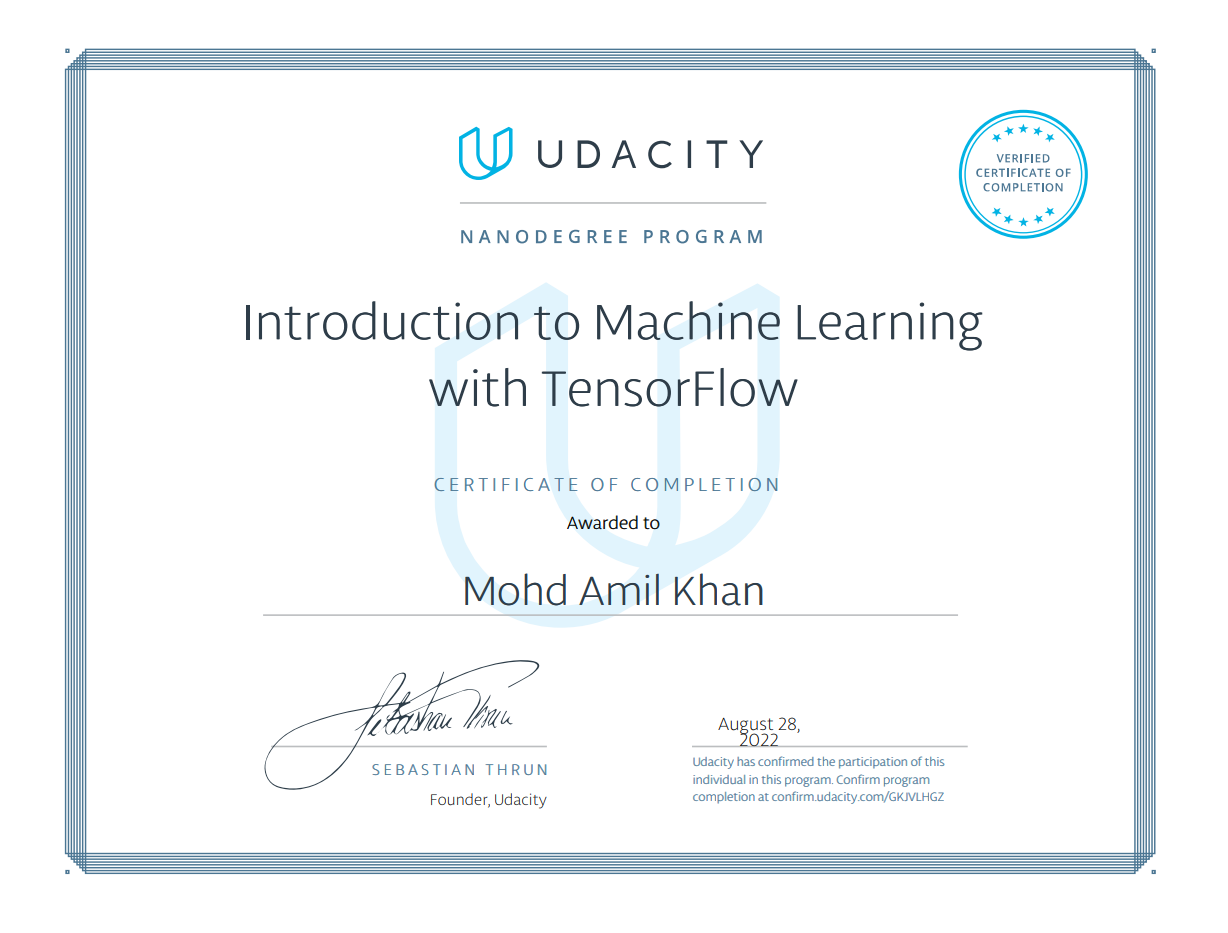 UDACITY
VERIFIED
CERTIFICATE OF
COMPLETION
NANODEGREE PROGRAM
Introduction to Machine Learning
with TensorFlow
CERTIFICATE OF COMPLETION
Awarded to
Mohd Amil Khan
Sebastian Thrun
SEBASTIAN THRUN
Founder, Udacity
August 28,
2022
Udacity has confirmed the participation of this
individual in this program. Confirm program
completion at confirm.udacity.com/GKJVLHGZ